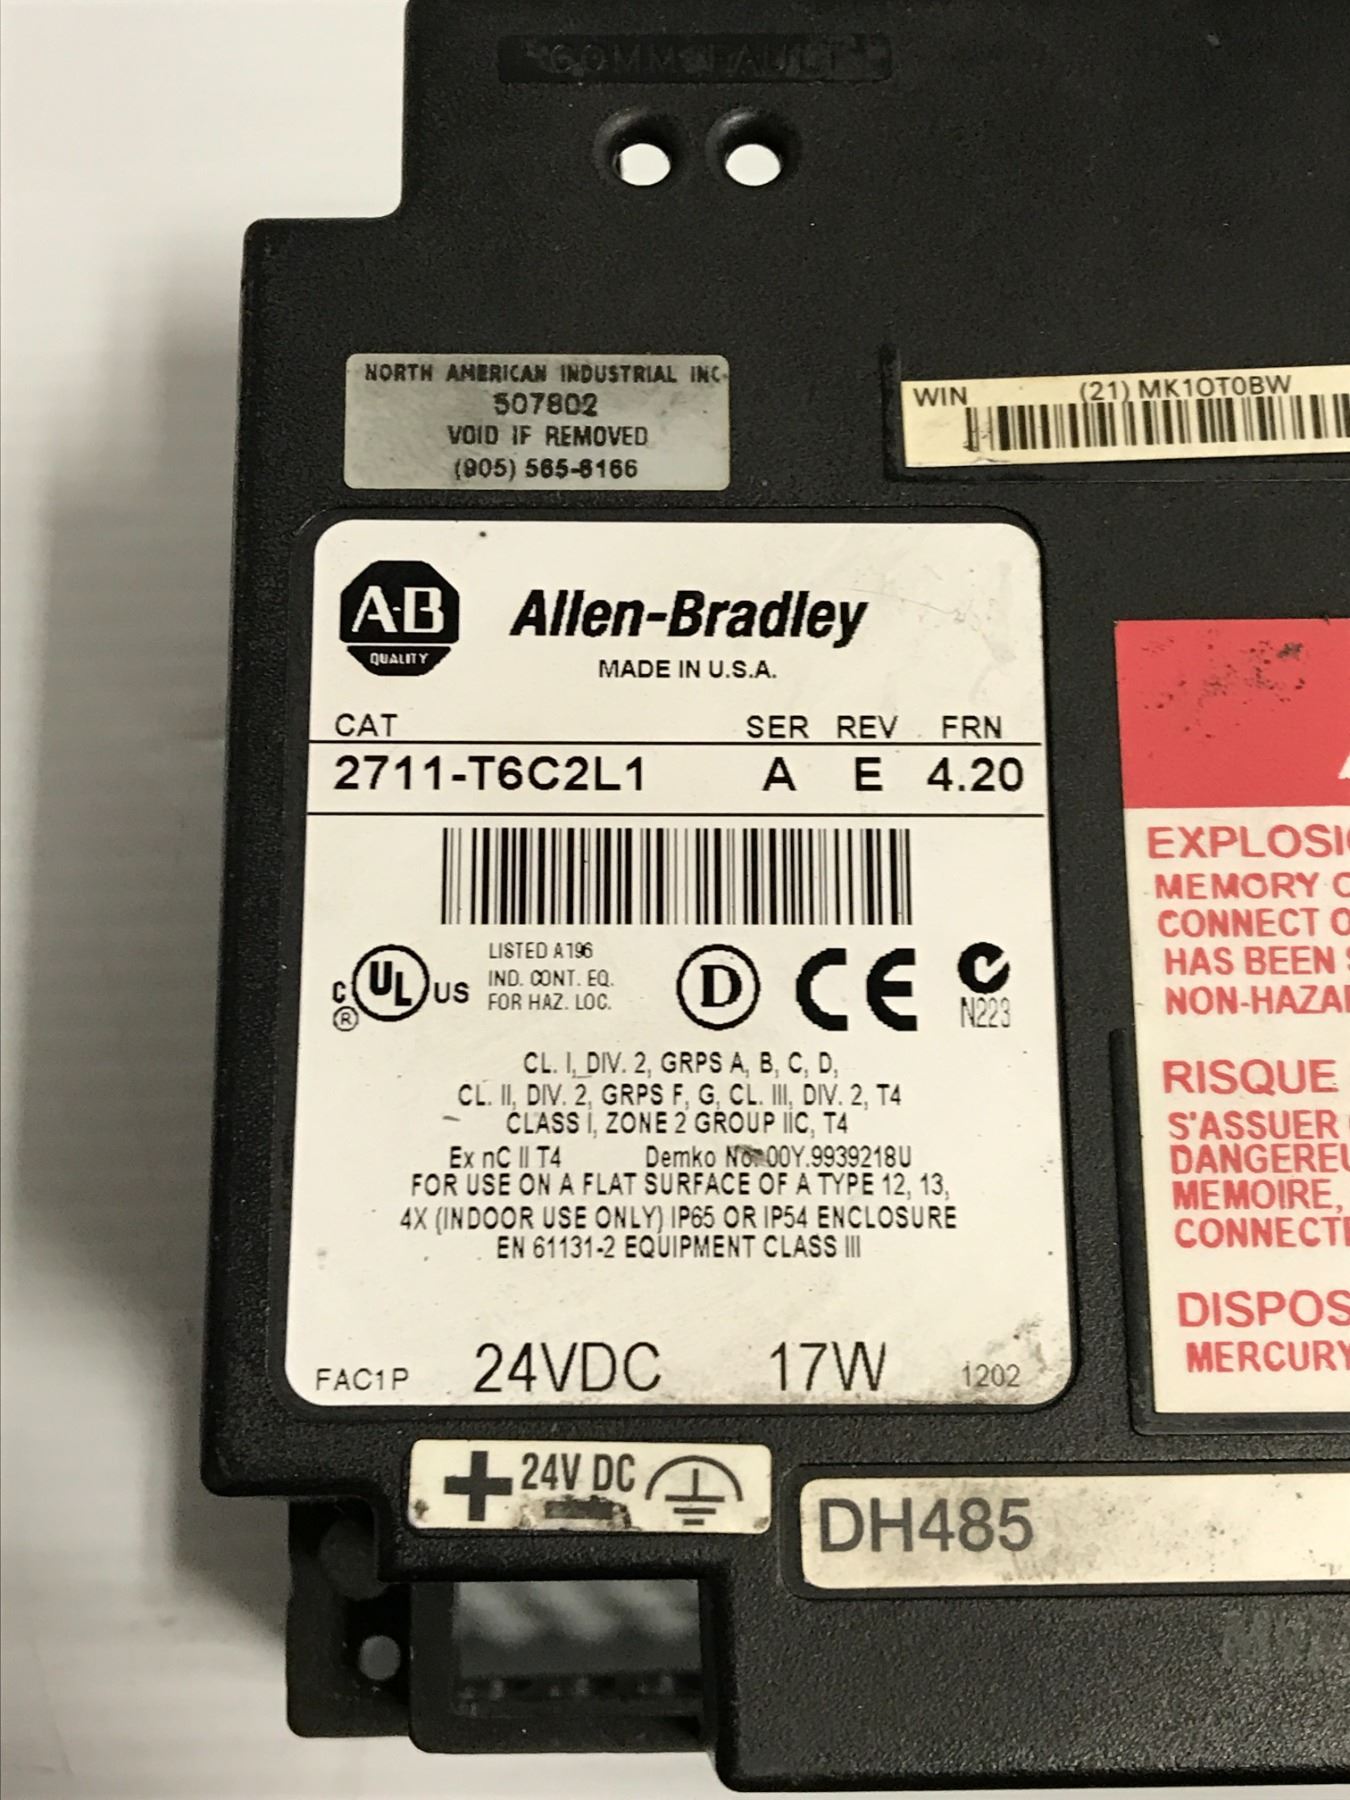 COMM FAULT
NORTH AMERICAN INDUSTRIAL INC
507802
VOID IF REMOVED
(905) 565-6166
WIN (21) MK1OT0BW
A-B
QUALITY
Allen-Bradley
MADE IN U.S.A.
CAT SER REV FRN
2711-T6C2L1 A E 4.20
C UL US
®
LISTED A196
IND. CONT. EQ.
FOR HAZ. LOC.
D CE
N223
CL. I, DIV. 2, GRPS A, B, C, D,
CL. II, DIV. 2, GRPS F, G, CL. III, DIV. 2, T4
CLASS I, ZONE 2 GROUP IIC, T4
Ex nC II T4 Demko No. 00Y.9939218U
FOR USE ON A FLAT SURFACE OF A TYPE 12, 13,
4X (INDOOR USE ONLY) IP65 OR IP54 ENCLOSURE
EN 61131-2 EQUIPMENT CLASS III
FAC1P 24VDC 17W 1202
EXPLOSI
MEMORY C
CONNECT O
HAS BEEN
NON-HAZA
RISQUE
S'ASSUER
DANGEREU
MEMOIRE,
CONNECTE
DISPOS
MERCURY
+ 24V DC
DH485